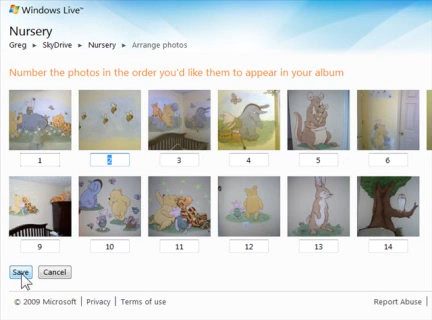 Windows Live™
Nursery
Greg ▸ SkyDrive ▸ Nursery ▸ Arrange photos
Number the photos in the order you'd like them to appear in your album
1 2 3 4 5 6
9 10 11 12 13 14
Save Cancel
© 2009 Microsoft | Privacy | Terms of use Report Abuse |